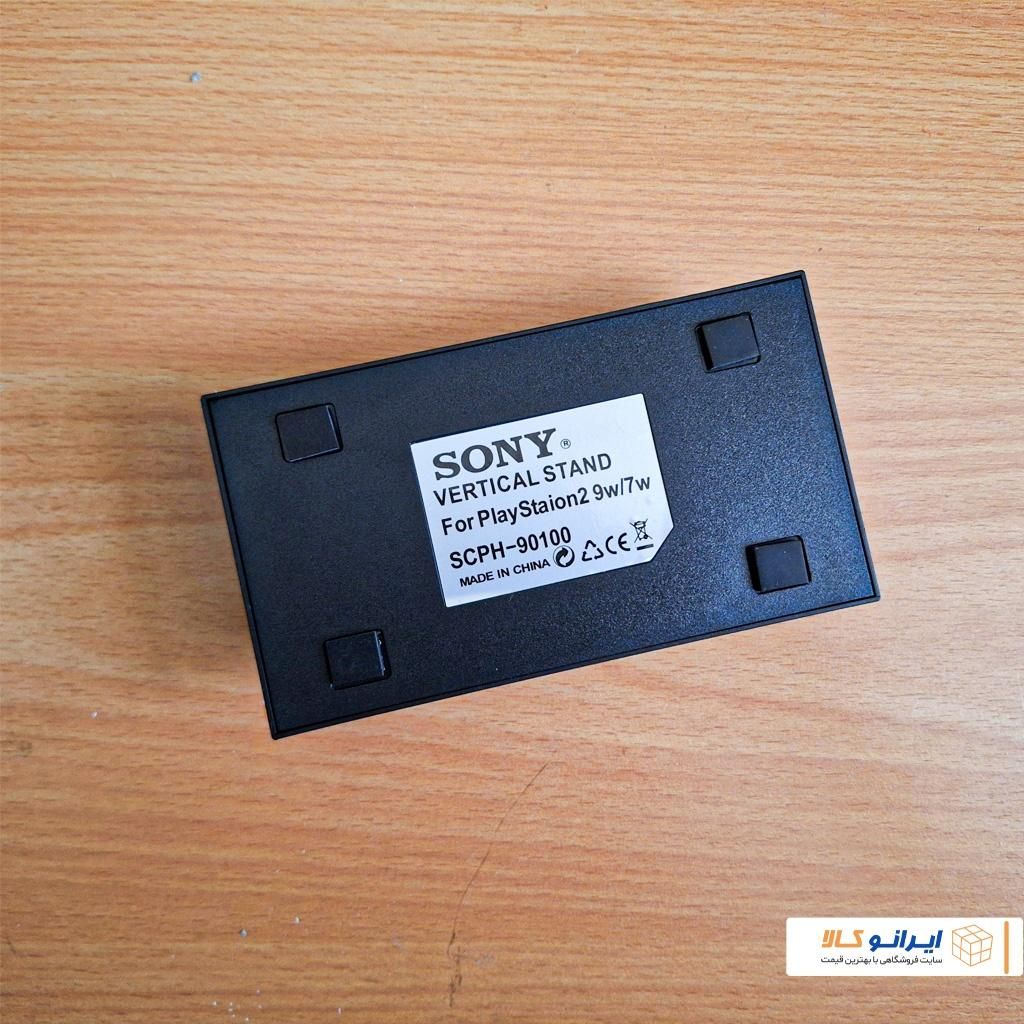 SONY®
VERTICAL STAND
For PlayStaion2 9w/7w
SCPH-90100
MADE IN CHINA CE
ایرانو کالا
سایت فروشگاهی با بهترین قیمت